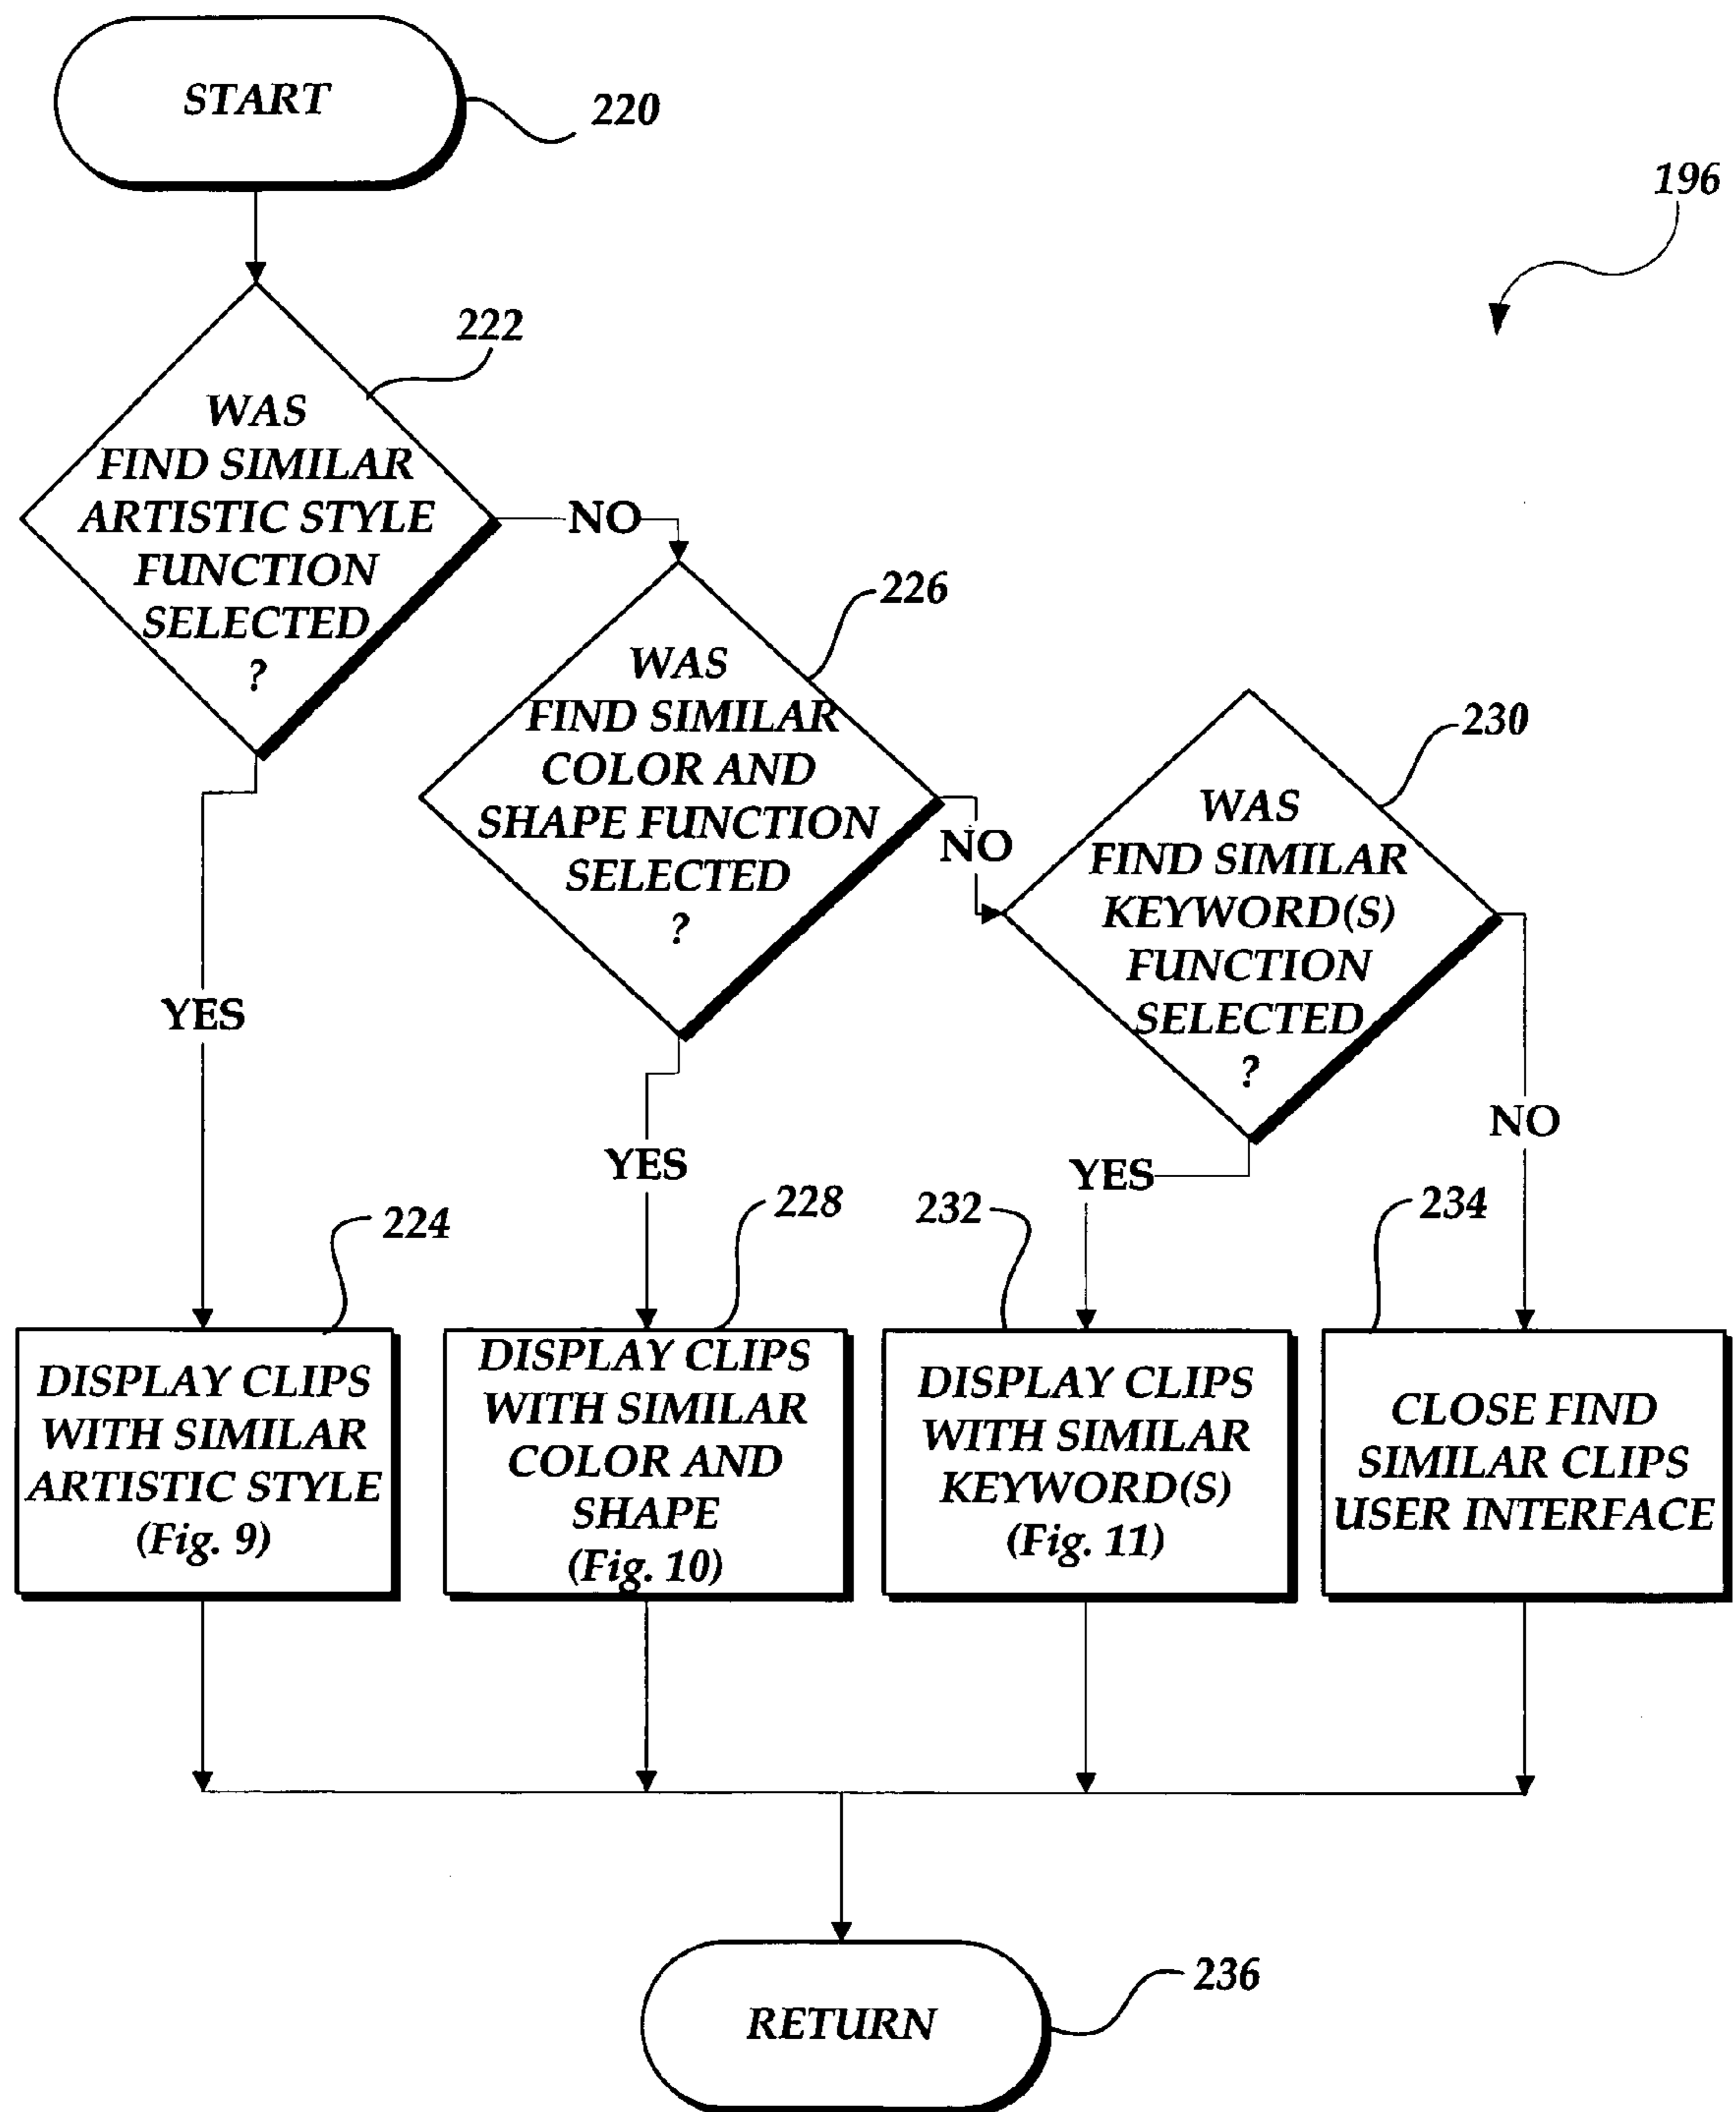 START
220
196
222
WAS
FIND SIMILAR
ARTISTIC STYLE
FUNCTION
SELECTED
?
NO
226
WAS
FIND SIMILAR
COLOR AND
SHAPE FUNCTION
SELECTED
?
NO
230
WAS
FIND SIMILAR
KEYWORD(S)
FUNCTION
SELECTED
?
YES
YES
YES
NO
224
228
232
234
DISPLAY CLIPS
WITH SIMILAR
ARTISTIC STYLE
(Fig. 9)
DISPLAY CLIPS
WITH SIMILAR
COLOR AND
SHAPE
(Fig. 10)
DISPLAY CLIPS
WITH SIMILAR
KEYWORD(S)
(Fig. 11)
CLOSE FIND
SIMILAR CLIPS
USER INTERFACE
236
RETURN